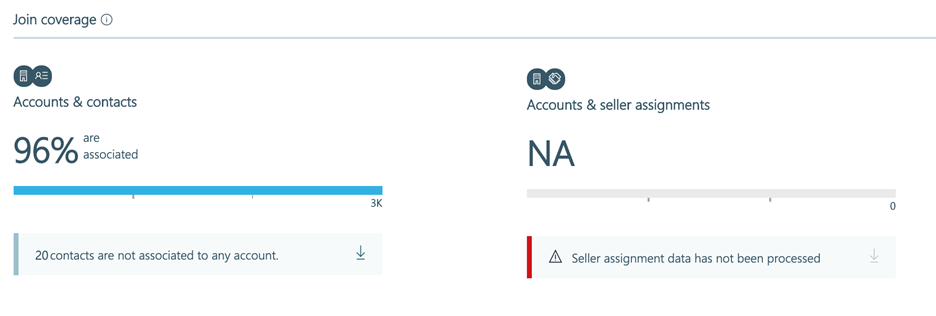 Join coverage
Accounts & contacts
96% are
associated
3K
20 contacts are not associated to any account.
Accounts & seller assignments
NA
0
Seller assignment data has not been processed